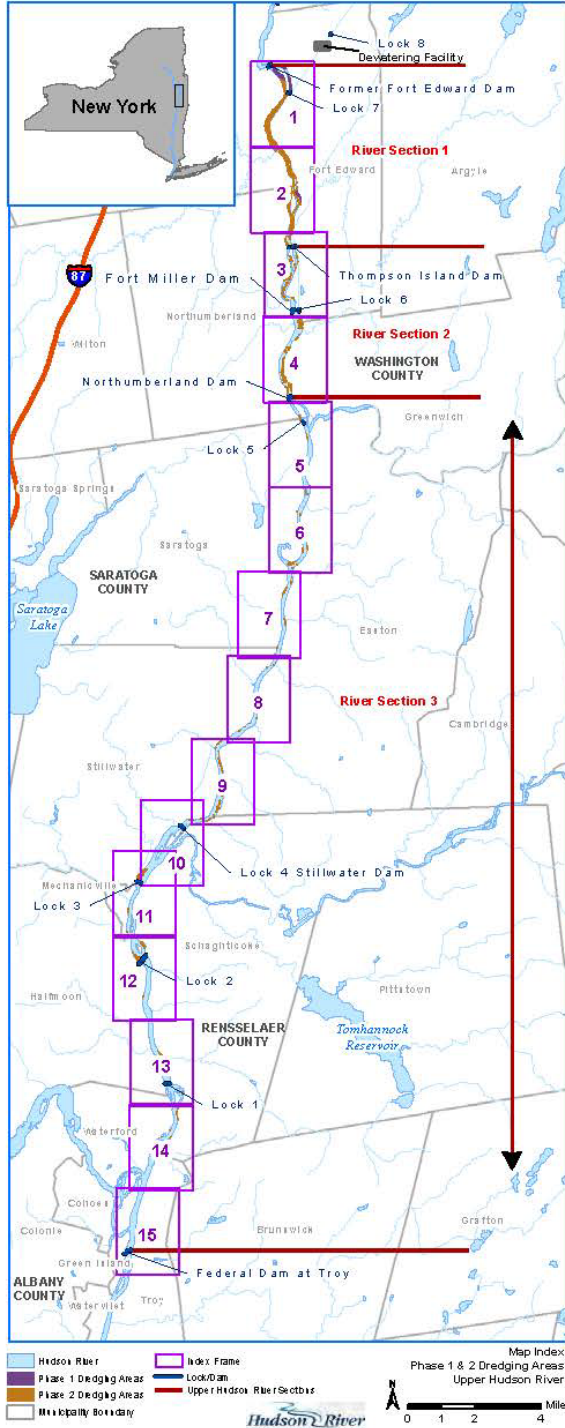 Lock 8
Dewatering Facility
New York
Former Fort Edward Dam
Lock 7
1
River Section 1
Fort Edward
Argyle
2
87
3
Thompson Island Dam
Fort Miller Dam
Lock 6
Northumberland
River Section 2
Wilton
4
WASHINGTON
COUNTY
Northumberland Dam
Greenwich
Lock 5
5
Saratoga Springs
6
Saratoga
SARATOGA
COUNTY
Saratoga
Lake
7
Easton
8
River Section 3
Cambridge
Stillwater
9
10
Lock 4 Stillwater Dam
Mechanicville
Lock 3
11
Schaghticoke
12
Lock 2
Halfmoon
Pittstown
RENSSELAER
COUNTY
Tomhannock
Reservoir
13
Lock 1
Waterford
14
Cohoes
Colonie
15
Brunswick
Grafton
Green Island
Federal Dam at Troy
ALBANY
COUNTY
Watervliet
Troy
Hudson River
Phase 1 Dredging Areas
Phase 2 Dredging Areas
Municipality Boundary
Index Frame
Lock/Dam
Upper Hudson River Sections
Hudson River
Map Index
Phase 1 & 2 Dredging Areas
Upper Hudson River
N
Mile
0 2 4